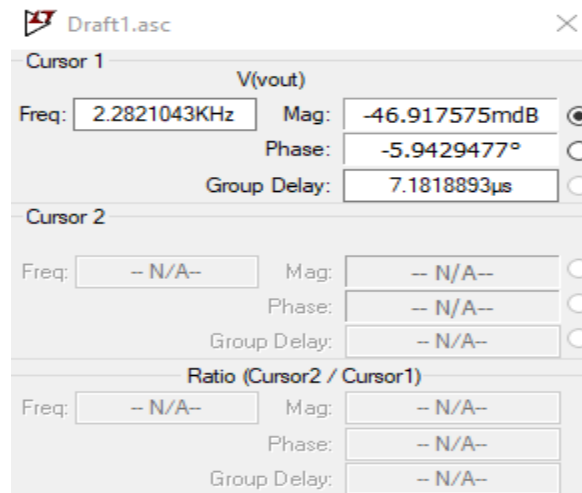 Draft1.asc
Cursor 1
V(vout)
Freq: 2.2821043KHz Mag: -46.917575mdB
Phase: -5.9429477°
Group Delay: 7.1818893µs
Cursor 2
Freq: -- N/A-- Mag: -- N/A--
Phase: -- N/A--
Group Delay: -- N/A--
Ratio (Cursor2 / Cursor1)
Freq: -- N/A-- Mag: -- N/A--
Phase: -- N/A--
Group Delay: -- N/A--